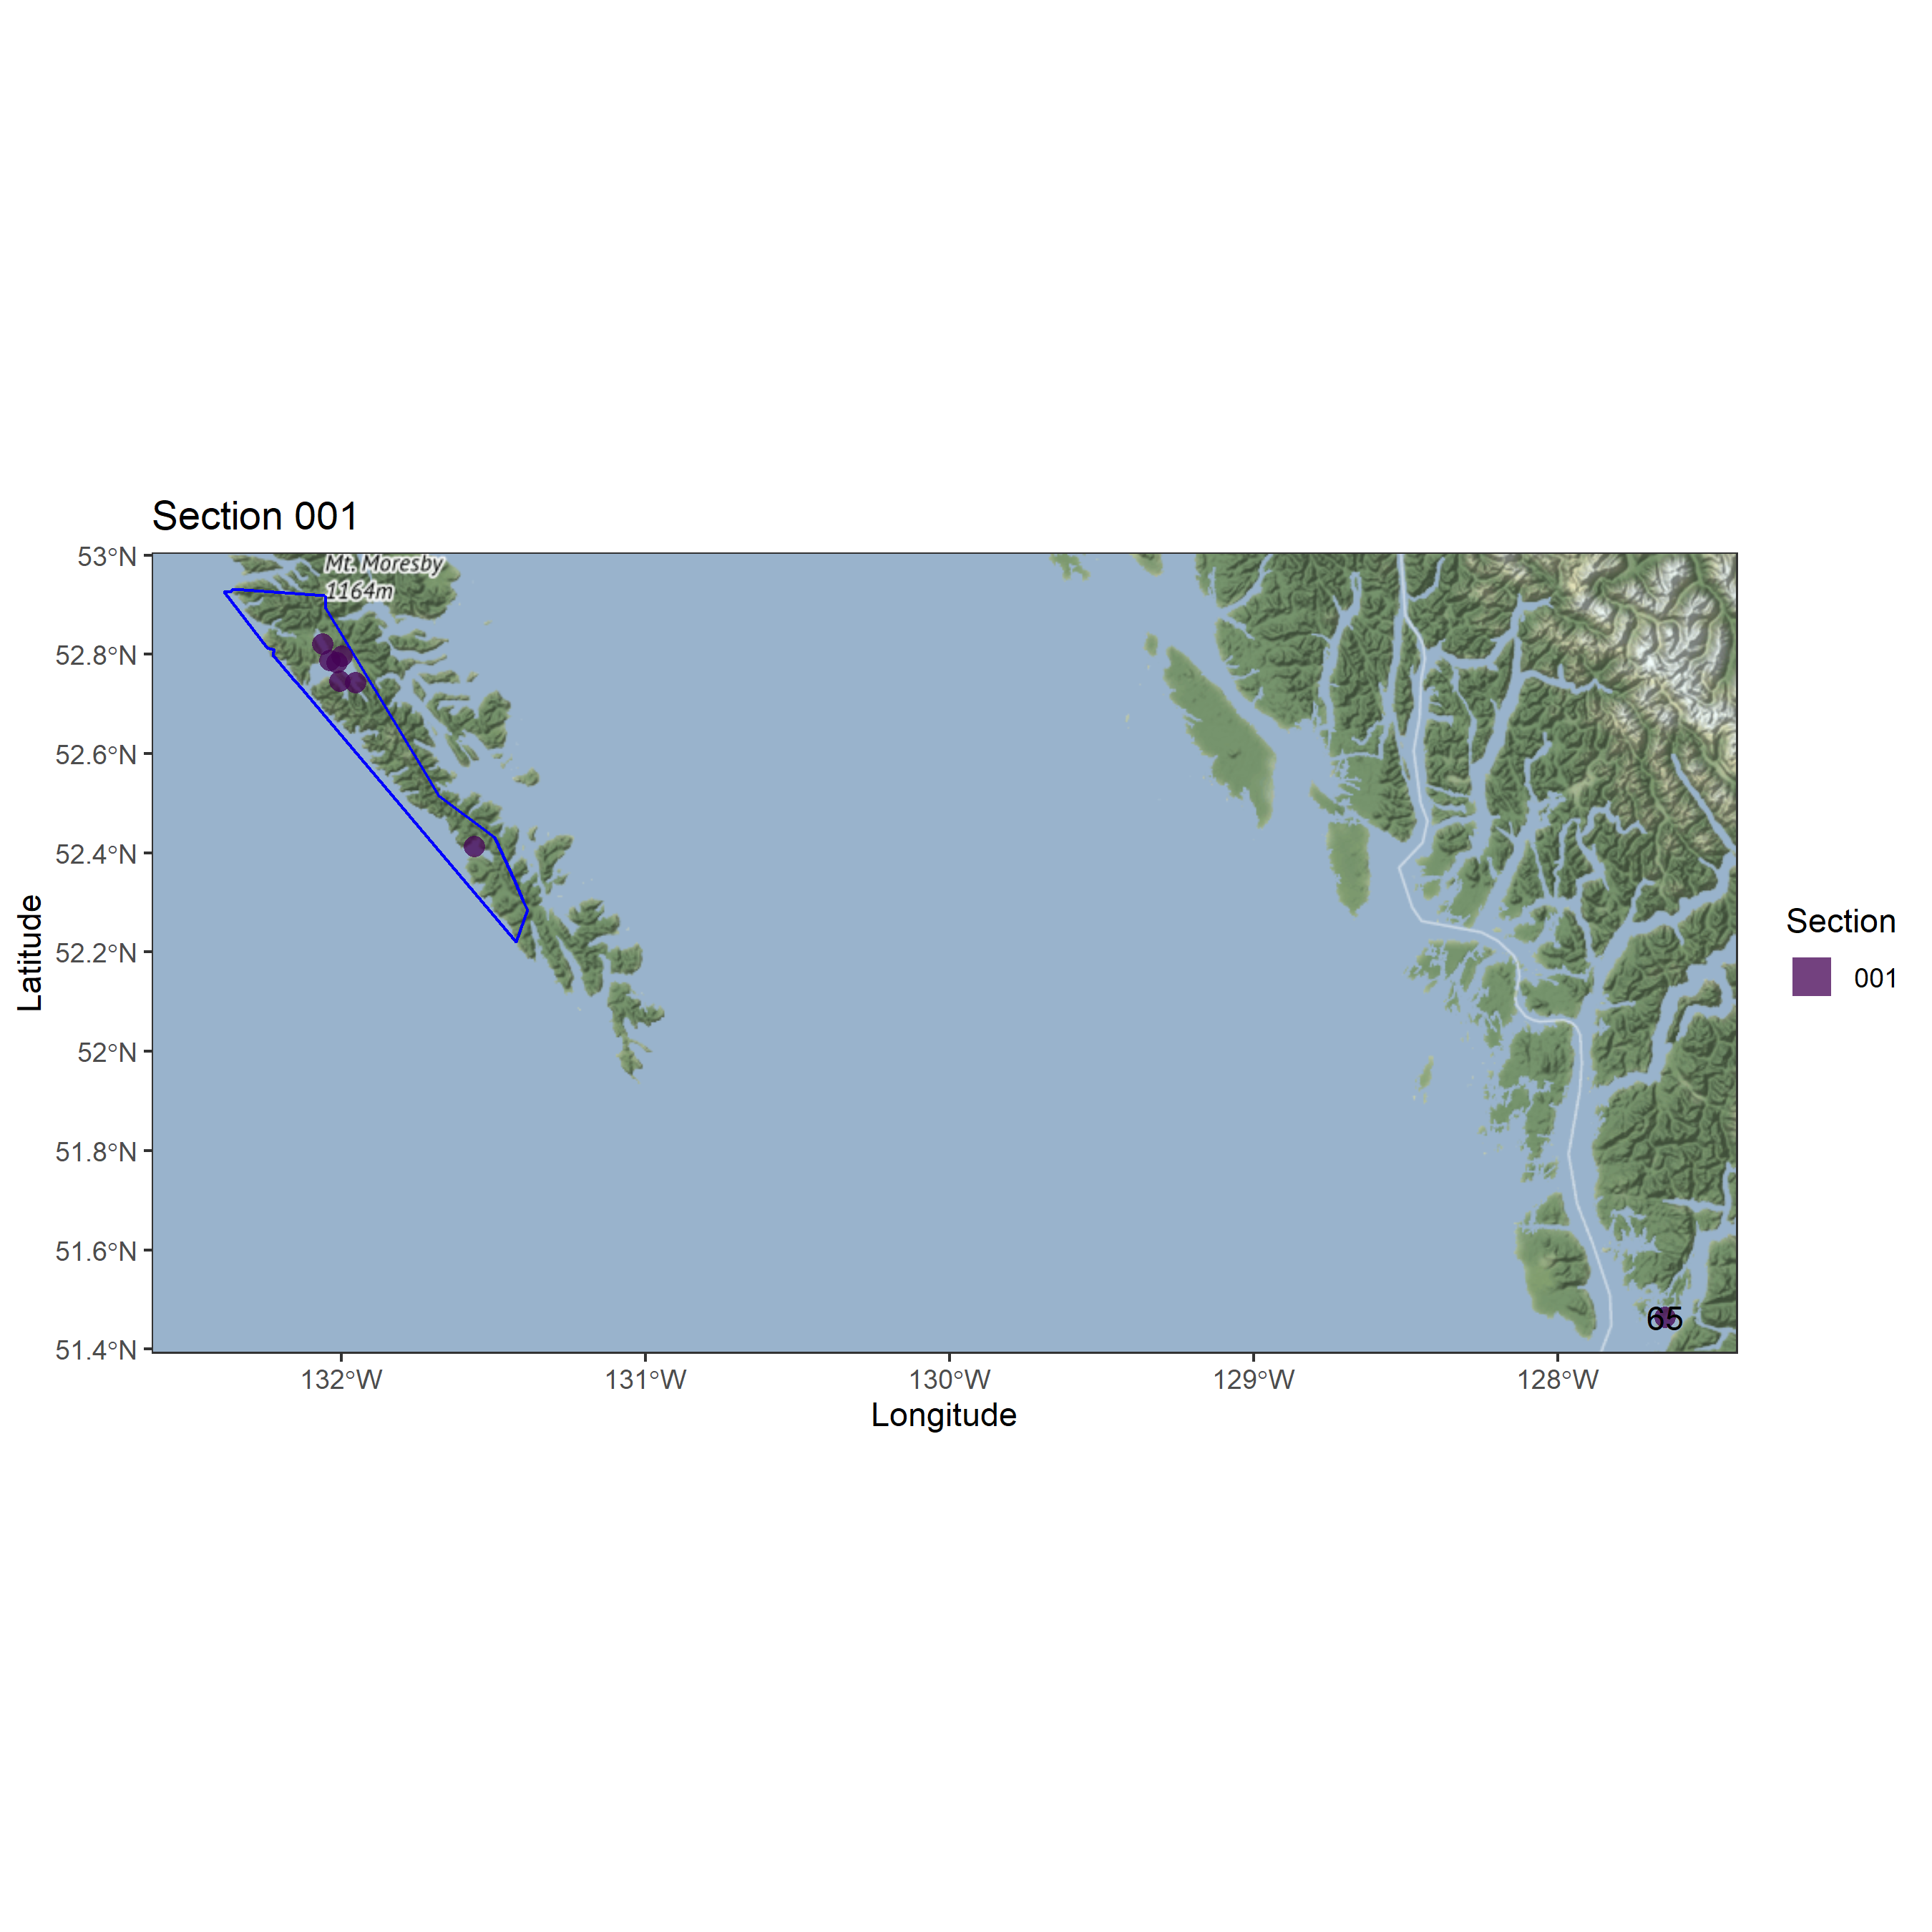 Section 001
53°N
52.8°N
52.6°N
52.4°N
52.2°N
52°N
51.8°N
51.6°N
51.4°N
Latitude
Mt. Moresby
1164m
65
132°W
131°W
130°W
129°W
128°W
Longitude
Section
001